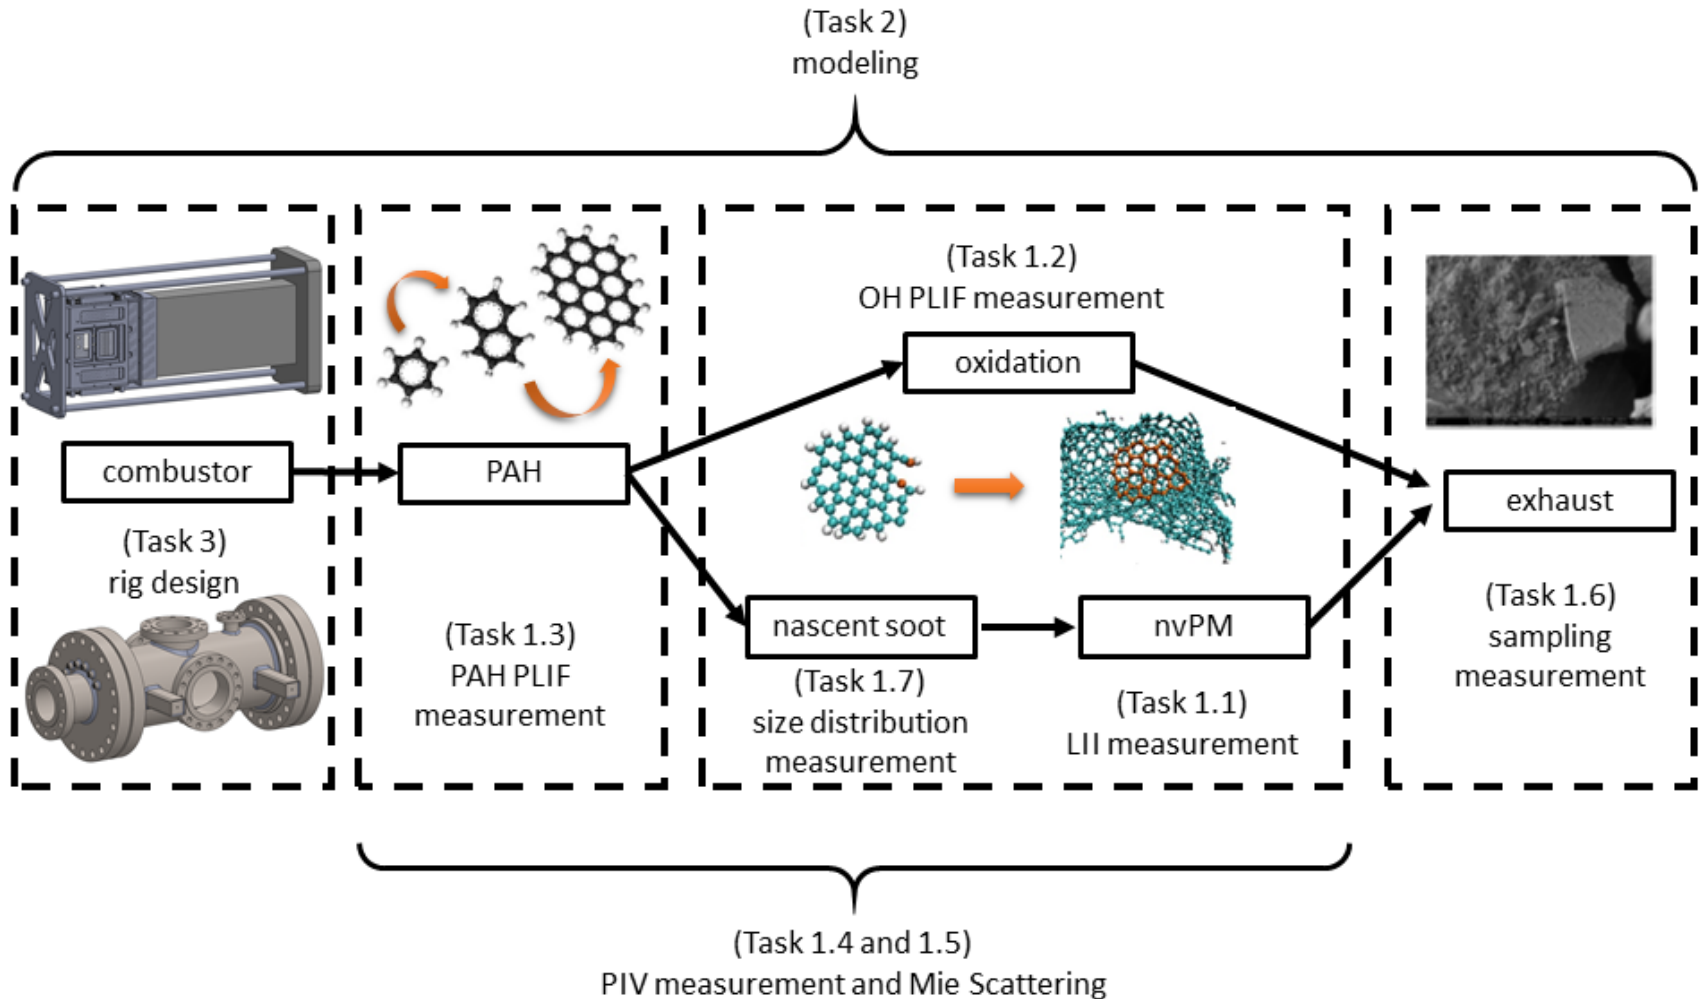 (Task 2)
modeling
combustor
(Task 3)
rig design
PAH
(Task 1.3)
PAH PLIF
measurement
(Task 1.2)
OH PLIF measurement
oxidation
nascent soot
(Task 1.7)
size distribution
measurement
nvPM
(Task 1.1)
LII measurement
exhaust
(Task 1.6)
sampling
measurement
(Task 1.4 and 1.5)
PIV measurement and Mie Scattering